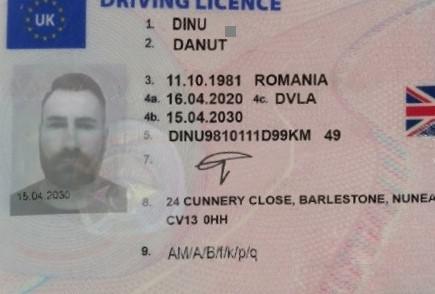 DRIVING LICENCE
UK
1. DINU
2. DANUT
3. 11.10.1981 ROMANIA
4a. 16.04.2020 4c. DVLA
4b. 15.04.2030
5. DINU9810111D99KM 49
7.
15.04.2030
8. 24 CUNNERY CLOSE, BARLESTONE, NUNEA
CV13 0HH
9. AM/A/B/f/k/p/q